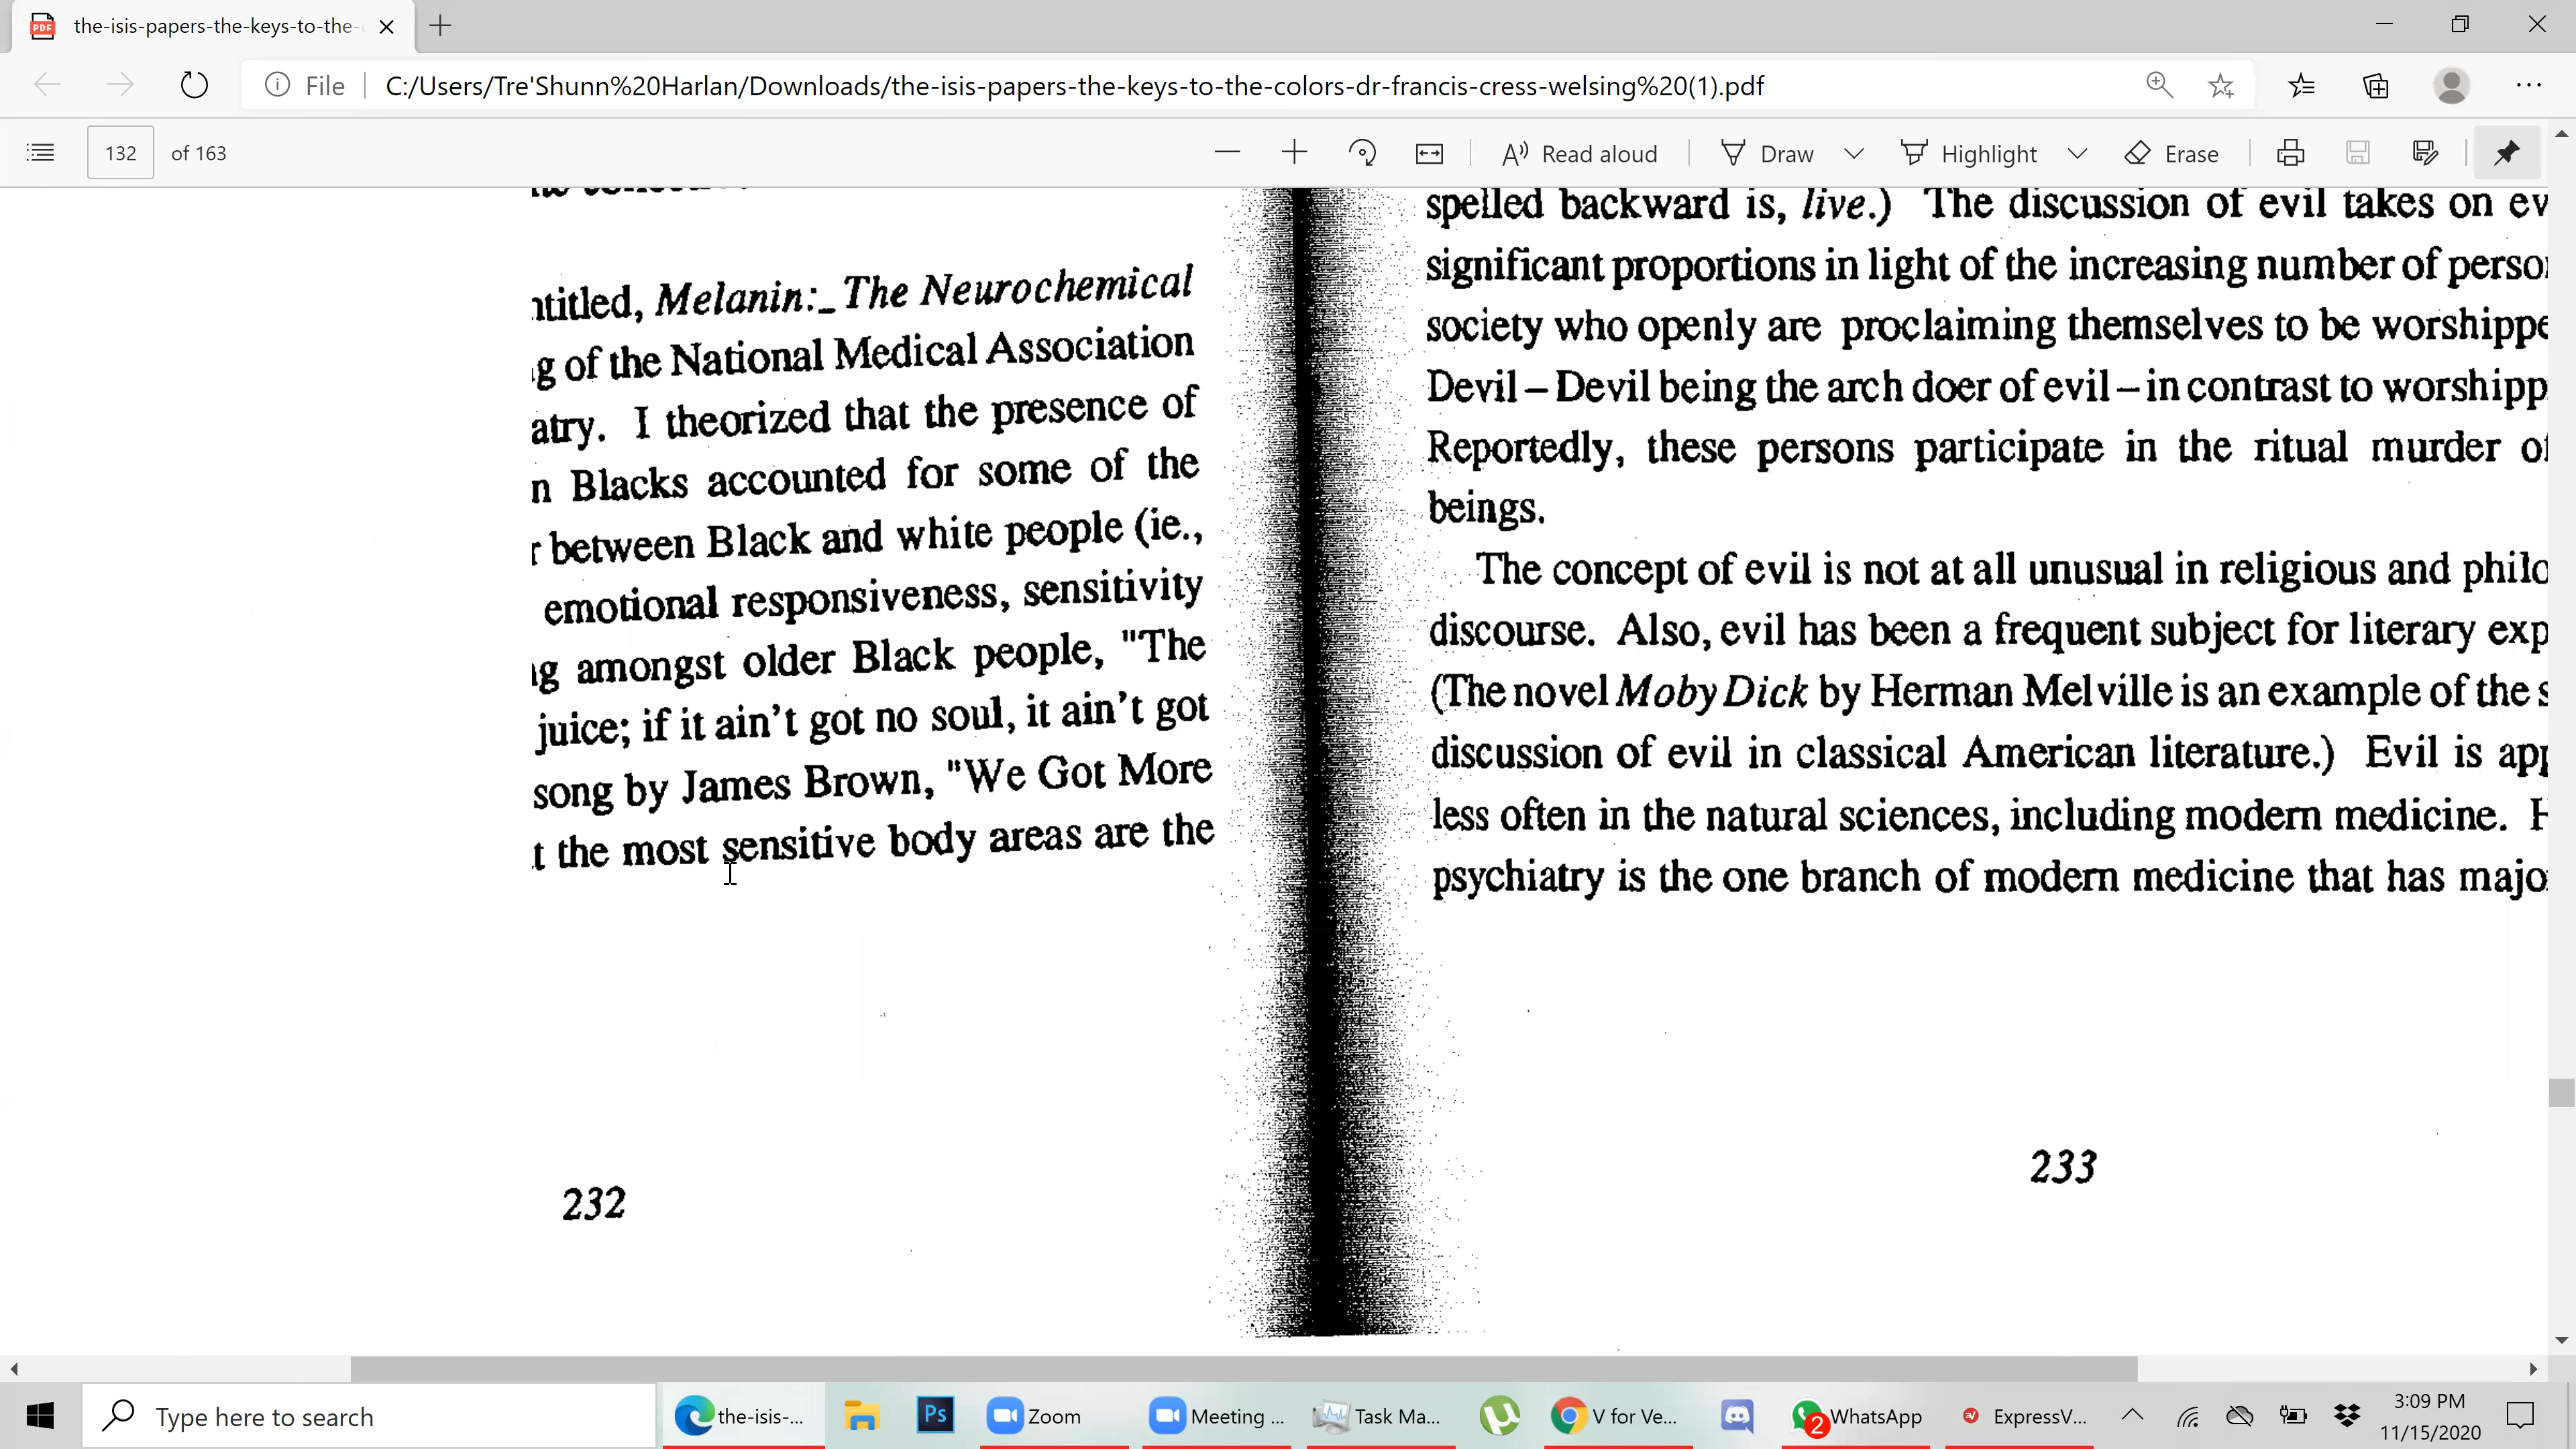 the-isis-papers-the-keys-to-the-
File
C:/Users/Tre'Shunn%20Harlan/Downloads/the-isis-papers-the-keys-to-the-colors-dr-francis-cress-welsing%20(1).pdf
132 of 163
Read aloud
Draw
Highlight
Erase
ntitled, Melanin:_ The Neurochemical
g of the National Medical Association
atry. I theorized that the presence of
n Blacks accounted for some of the
r between Black and white people (ie.,
emotional responsiveness, sensitivity
g amongst older Black people, "The
juice; if it ain't got no soul, it ain't got
song by James Brown, "We Got More
t the most sensitive body areas are the
232
spelled backward is, live.) The discussion of evil takes on ev
significant proportions in light of the increasing number of perso
society who openly are proclaiming themselves to be worshippe
Devil – Devil being the arch doer of evil – in contrast to worshipp
Reportedly, these persons participate in the ritual murder of
beings.
The concept of evil is not at all unusual in religious and philo
discourse. Also, evil has been a frequent subject for literary exp
(The novel Moby Dick by Herman Melville is an example of the s
discussion of evil in classical American literature.) Evil is app
less often in the natural sciences, including modern medicine. H
psychiatry is the one branch of modern medicine that has major
233
Type here to search
the-isis-...
Ps
Zoom
Meeting ...
Task Ma...
V for Ve...
2
WhatsApp
ExpressV...
3:09 PM
11/15/2020